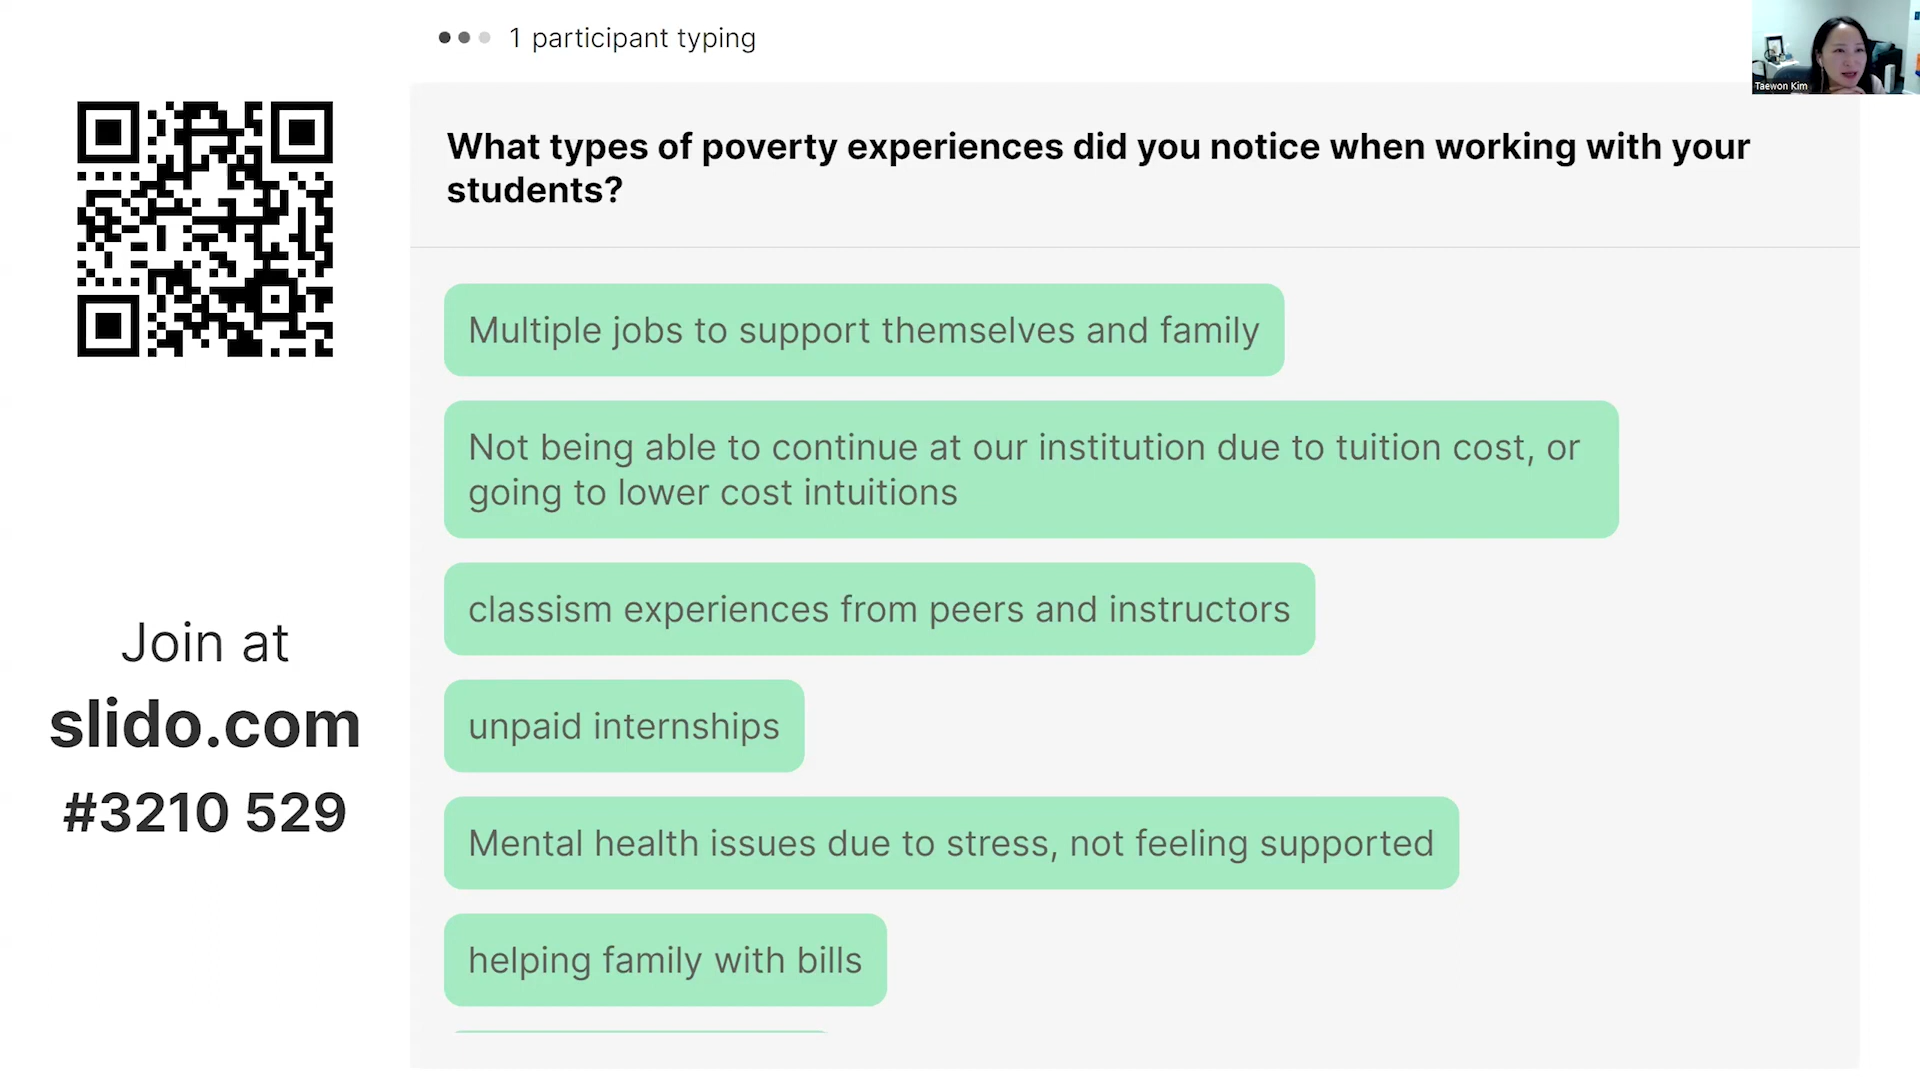 1 participant typing
Taewon Kim
What types of poverty experiences did you notice when working with your
students?
Multiple jobs to support themselves and family
Not being able to continue at our institution due to tuition cost, or
going to lower cost intuitions
classism experiences from peers and instructors
unpaid internships
Mental health issues due to stress, not feeling supported
helping family with bills
Join at
slido.com
#3210 529